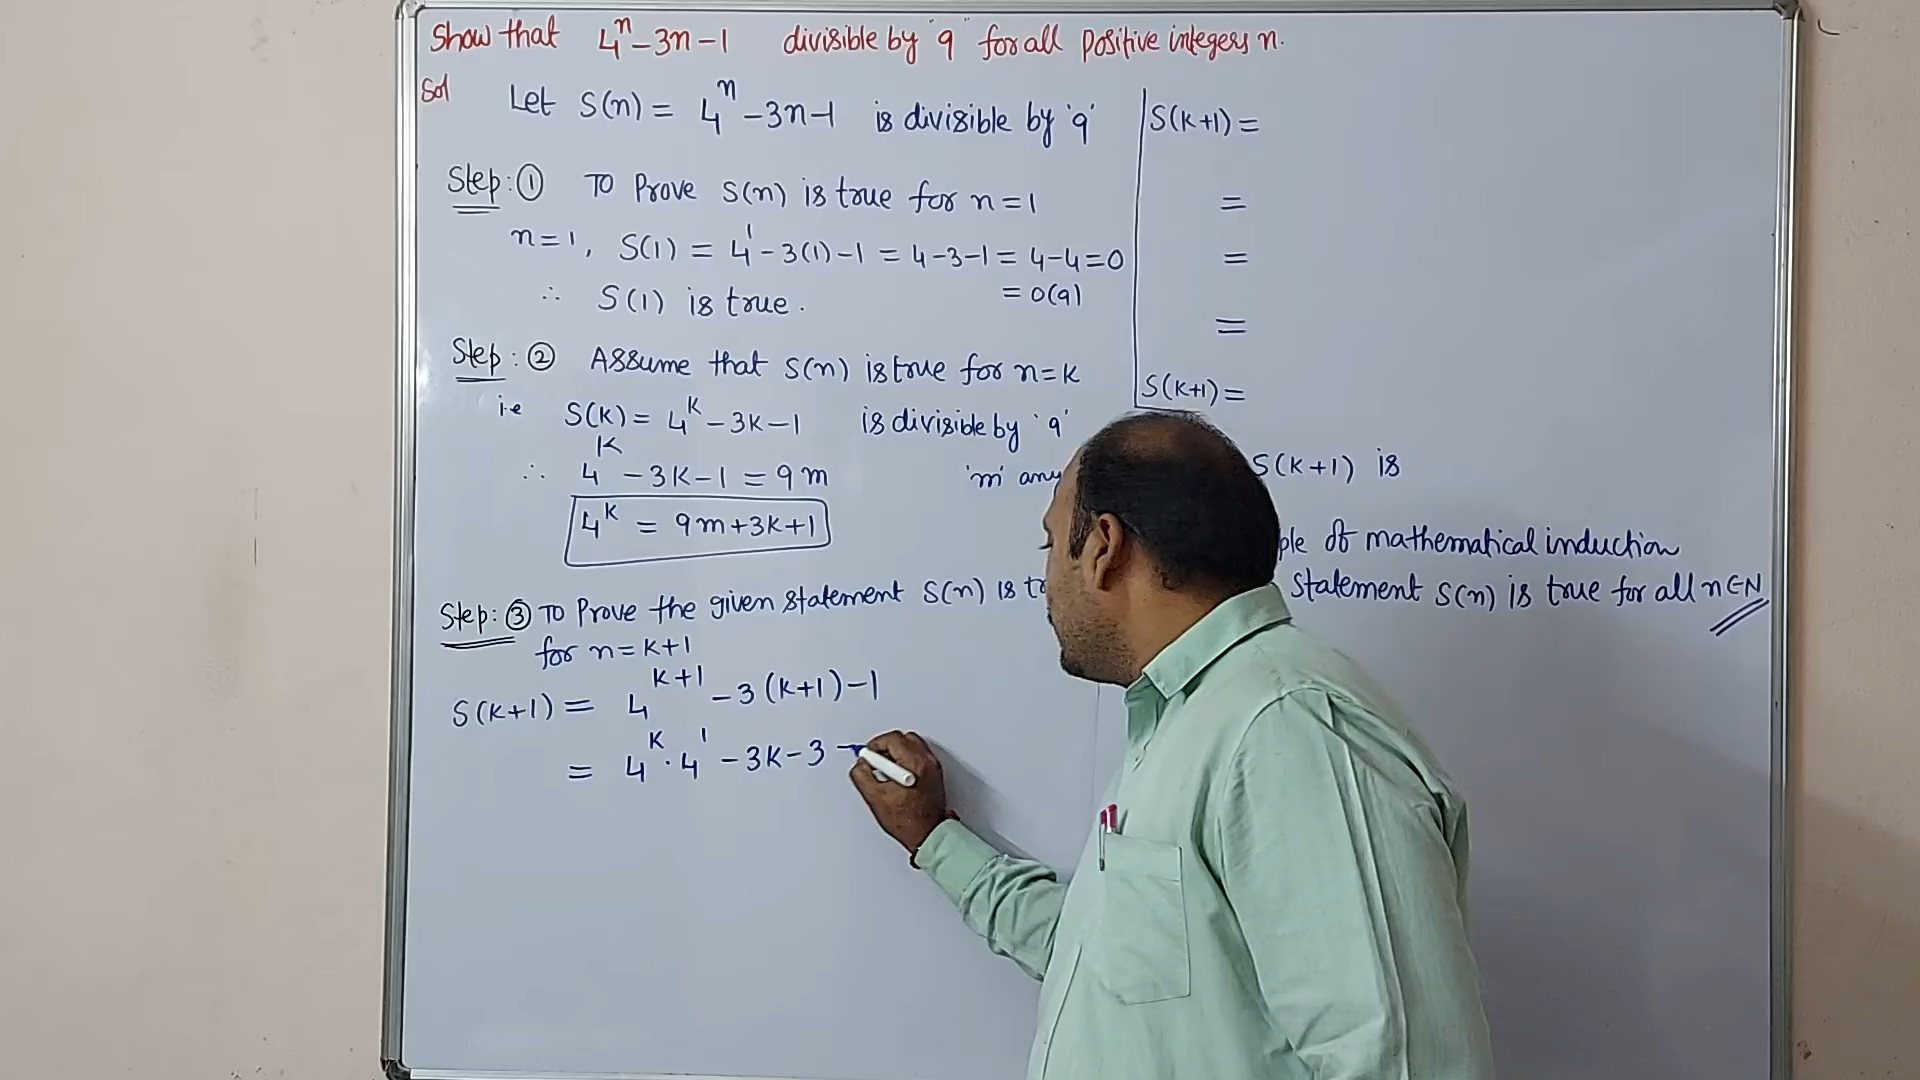 Show that 4ⁿ-3n-1 divisible by "9" for all positive integers n.
Sol Let S(n) = 4ⁿ-3n-1 is divisible by '9'
Step:① To Prove S(n) is true for n=1
n=1, S(1) = 4¹-3(1)-1 = 4-3-1 = 4-4=0
= 0(9)
∴ S(1) is true.
Step:② Assume that S(n) is true for n=k
i.e S(k) = 4ᵏ-3k-1 is divisible by '9'
∴ 4ᵏ-3k-1 = 9m 'm' any
4ᵏ = 9m+3k+1
Step:③ To Prove the given statement S(n) is
for n=k+1
S(k+1) = 4ᵏ⁺¹-3(k+1)-1
= 4ᵏ·4¹-3k-3-
S(k+1) =
=
=
=
S(k+1) =
S(k+1) is
of mathematical induction
statement S(n) is true for all n∈N